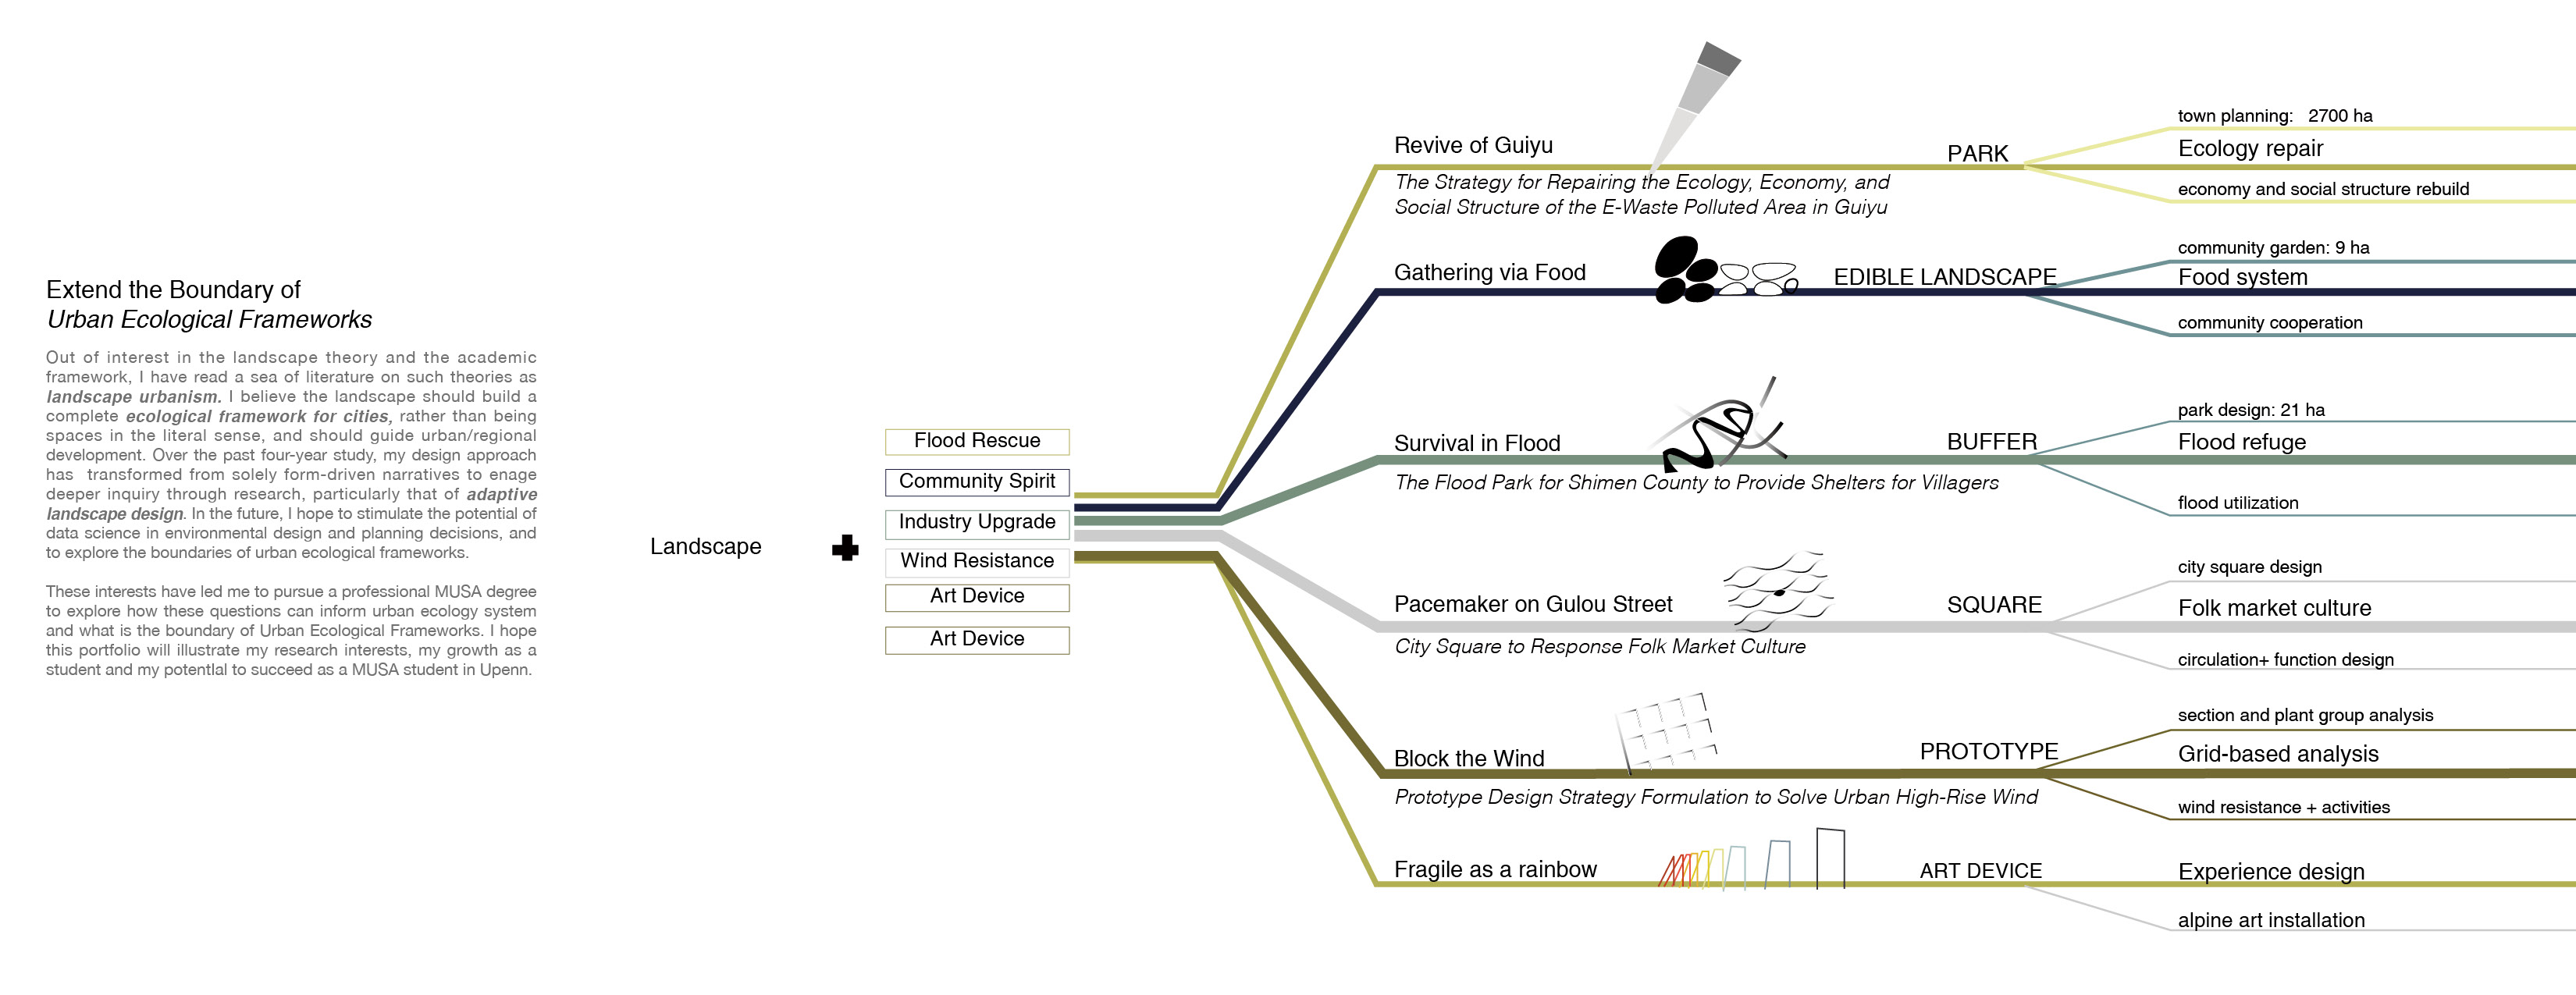 Extend the Boundary of
Urban Ecological Frameworks
Out of interest in the landscape theory and the academic
framework, I have read a sea of literature on such theories as
landscape urbanism. I believe the landscape should build a
complete ecological framework for cities, rather than being
spaces in the literal sense, and should guide urban/regional
development. Over the past four-year study, my design approach
has transformed from solely form-driven narratives to enage
deeper inquiry through research, particularly that of adaptive
landscape design. In the future, I hope to stimulate the potential of
data science in environmental design and planning decisions, and
to explore the boundaries of urban ecological frameworks.
These interests have led me to pursue a professional MUSA degree
to explore how these questions can inform urban ecology system
and what is the boundary of Urban Ecological Frameworks. I hope
this portfolio will illustrate my research interests, my growth as a
student and my potentIal to succeed as a MUSA student in Upenn.
Landscape
Flood Rescue
Community Spirit
Industry Upgrade
Wind Resistance
Art Device
Art Device
Revive of Guiyu
The Strategy for Repairing the Ecology, Economy, and
Social Structure of the E-Waste Polluted Area in Guiyu
PARK
town planning: 2700 ha
Ecology repair
economy and social structure rebuild
Gathering via Food
EDIBLE LANDSCAPE
community garden: 9 ha
Food system
community cooperation
Survival in Flood
The Flood Park for Shimen County to Provide Shelters for Villagers
BUFFER
park design: 21 ha
Flood refuge
flood utilization
Pacemaker on Gulou Street
City Square to Response Folk Market Culture
SQUARE
city square design
Folk market culture
circulation+ function design
Block the Wind
Prototype Design Strategy Formulation to Solve Urban High-Rise Wind
PROTOTYPE
section and plant group analysis
Grid-based analysis
wind resistance + activities
Fragile as a rainbow
ART DEVICE
Experience design
alpine art installation